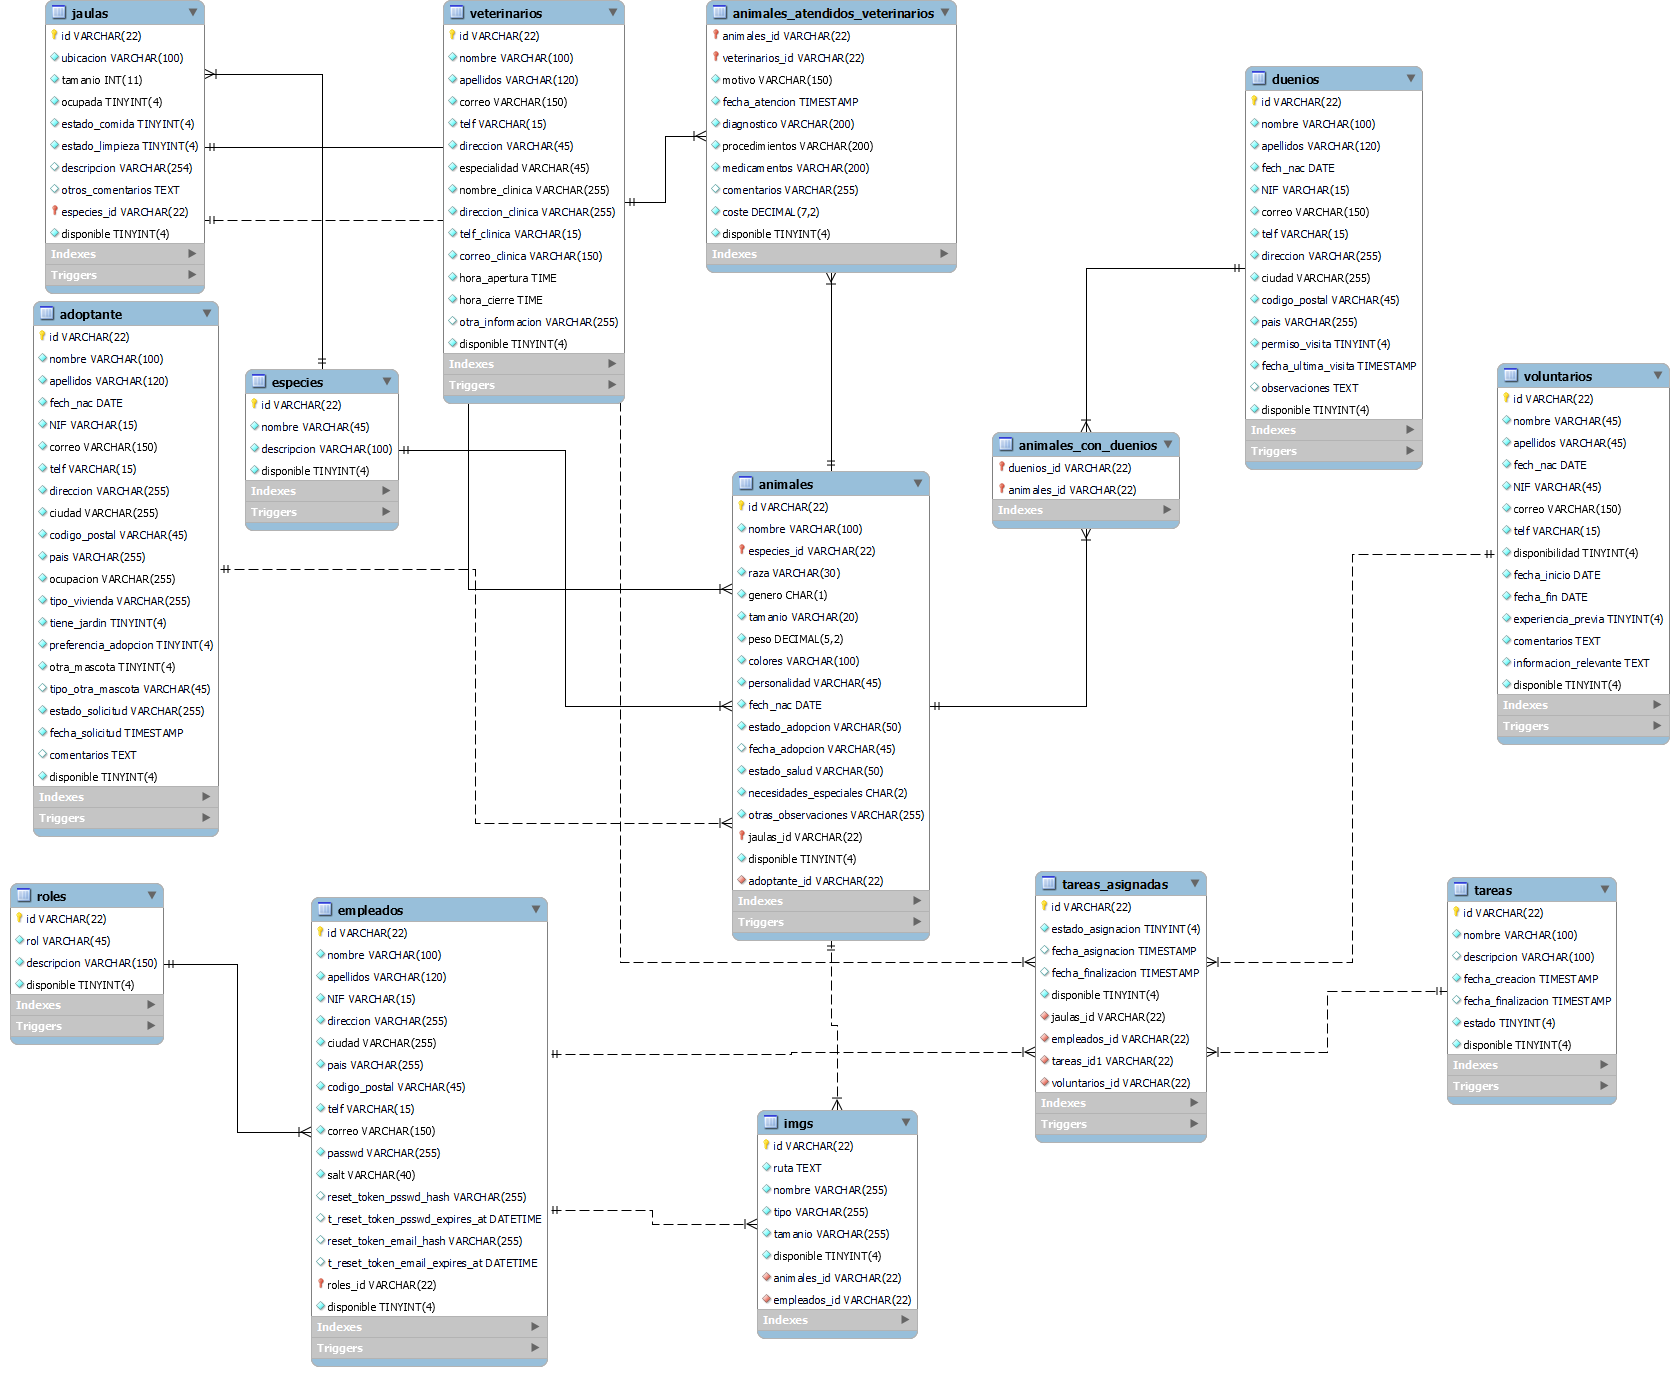 jaulas
id VARCHAR(22)
ubicacion VARCHAR(100)
tamanio INT(11)
ocupada TINYINT(4)
estado_comida TINYINT(4)
estado_limpieza TINYINT(4)
descripcion VARCHAR(254)
otros_comentarios TEXT
especies_id VARCHAR(22)
disponible TINYINT(4)
Indexes
Triggers
veterinarios
id VARCHAR(22)
nombre VARCHAR(100)
apellidos VARCHAR(120)
correo VARCHAR(150)
telf VARCHAR(15)
direccion VARCHAR(45)
especialidad VARCHAR(45)
nombre_clinica VARCHAR(255)
direccion_clinica VARCHAR(255)
telf_clinica VARCHAR(15)
correo_clinica VARCHAR(150)
hora_apertura TIME
hora_cierre TIME
otra_informacion VARCHAR(255)
disponible TINYINT(4)
Indexes
Triggers
animales_atendidos_veterinarios
animales_id VARCHAR(22)
veterinarios_id VARCHAR(22)
motivo VARCHAR(150)
fecha_atencion TIMESTAMP
diagnostico VARCHAR(200)
procedimientos VARCHAR(200)
medicamentos VARCHAR(200)
comentarios VARCHAR(255)
coste DECIMAL(7,2)
disponible TINYINT(4)
Indexes
duenios
id VARCHAR(22)
nombre VARCHAR(100)
apellidos VARCHAR(120)
fech_nac DATE
NIF VARCHAR(15)
correo VARCHAR(150)
telf VARCHAR(15)
direccion VARCHAR(255)
ciudad VARCHAR(255)
codigo_postal VARCHAR(45)
pais VARCHAR(255)
permiso_visita TINYINT(4)
fecha_ultima_visita TIMESTAMP
observaciones TEXT
disponible TINYINT(4)
Indexes
Triggers
adoptante
id VARCHAR(22)
nombre VARCHAR(100)
apellidos VARCHAR(120)
fech_nac DATE
NIF VARCHAR(15)
correo VARCHAR(150)
telf VARCHAR(15)
direccion VARCHAR(255)
ciudad VARCHAR(255)
codigo_postal VARCHAR(45)
pais VARCHAR(255)
ocupacion VARCHAR(255)
tipo_vivienda VARCHAR(255)
tiene_jardin TINYINT(4)
preferencia_adopcion TINYINT(4)
otra_mascota TINYINT(4)
tipo_otra_mascota VARCHAR(45)
estado_solicitud VARCHAR(255)
fecha_solicitud TIMESTAMP
comentarios TEXT
disponible TINYINT(4)
Indexes
Triggers
especies
id VARCHAR(22)
nombre VARCHAR(45)
descripcion VARCHAR(100)
disponible TINYINT(4)
Indexes
Triggers
animales_con_duenios
duenios_id VARCHAR(22)
animales_id VARCHAR(22)
Indexes
voluntarios
id VARCHAR(22)
nombre VARCHAR(45)
apellidos VARCHAR(45)
fech_nac DATE
NIF VARCHAR(45)
correo VARCHAR(150)
telf VARCHAR(15)
disponibilidad TINYINT(4)
fecha_inicio DATE
fecha_fin DATE
experiencia_previa TINYINT(4)
comentarios TEXT
informacion_relevante TEXT
disponible TINYINT(4)
Indexes
Triggers
animales
id VARCHAR(22)
nombre VARCHAR(100)
especies_id VARCHAR(22)
raza VARCHAR(30)
genero CHAR(1)
tamanio VARCHAR(20)
peso DECIMAL(5,2)
colores VARCHAR(100)
personalidad VARCHAR(45)
fech_nac DATE
estado_adopcion VARCHAR(50)
fecha_adopcion VARCHAR(45)
estado_salud VARCHAR(50)
necesidades_especiales CHAR(2)
otras_observaciones VARCHAR(255)
jaulas_id VARCHAR(22)
disponible TINYINT(4)
adoptante_id VARCHAR(22)
Indexes
Triggers
roles
id VARCHAR(22)
rol VARCHAR(45)
descripcion VARCHAR(150)
disponible TINYINT(4)
Indexes
Triggers
empleados
id VARCHAR(22)
nombre VARCHAR(100)
apellidos VARCHAR(120)
NIF VARCHAR(15)
direccion VARCHAR(255)
ciudad VARCHAR(255)
pais VARCHAR(255)
codigo_postal VARCHAR(45)
telf VARCHAR(15)
correo VARCHAR(150)
passwd VARCHAR(255)
salt VARCHAR(40)
reset_token_psswd_hash VARCHAR(255)
t_reset_token_psswd_expires_at DATETIME
reset_token_email_hash VARCHAR(255)
t_reset_token_email_expires_at DATETIME
roles_id VARCHAR(22)
disponible TINYINT(4)
Indexes
Triggers
tareas_asignadas
id VARCHAR(22)
estado_asignacion TINYINT(4)
fecha_asignacion TIMESTAMP
fecha_finalizacion TIMESTAMP
disponible TINYINT(4)
jaulas_id VARCHAR(22)
empleados_id VARCHAR(22)
tareas_id1 VARCHAR(22)
voluntarios_id VARCHAR(22)
Indexes
Triggers
tareas
id VARCHAR(22)
nombre VARCHAR(100)
descripcion VARCHAR(100)
fecha_creacion TIMESTAMP
fecha_finalizacion TIMESTAMP
estado TINYINT(4)
disponible TINYINT(4)
Indexes
Triggers
imgs
id VARCHAR(22)
ruta TEXT
nombre VARCHAR(255)
tipo VARCHAR(255)
tamanio VARCHAR(255)
disponible TINYINT(4)
animales_id VARCHAR(22)
empleados_id VARCHAR(22)
Indexes